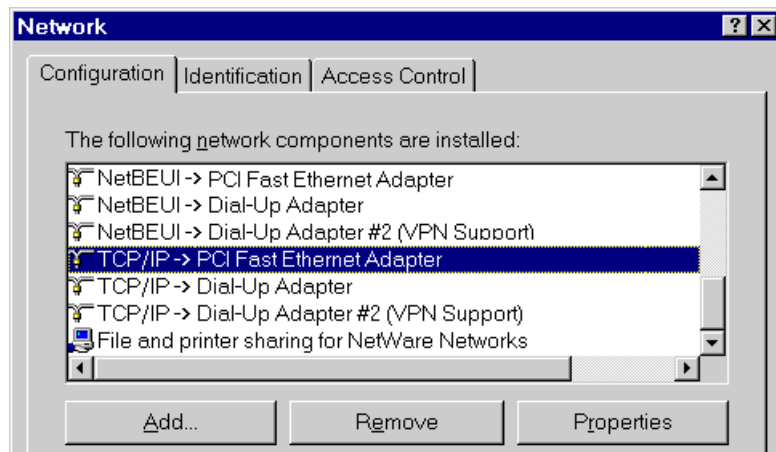 Network
Configuration Identification Access Control
The following network components are installed:
NetBEUI -> PCI Fast Ethernet Adapter
NetBEUI -> Dial-Up Adapter
NetBEUI -> Dial-Up Adapter #2 (VPN Support)
TCP/IP -> PCI Fast Ethernet Adapter
TCP/IP -> Dial-Up Adapter
TCP/IP -> Dial-Up Adapter #2 (VPN Support)
File and printer sharing for NetWare Networks
Add... Remove Properties